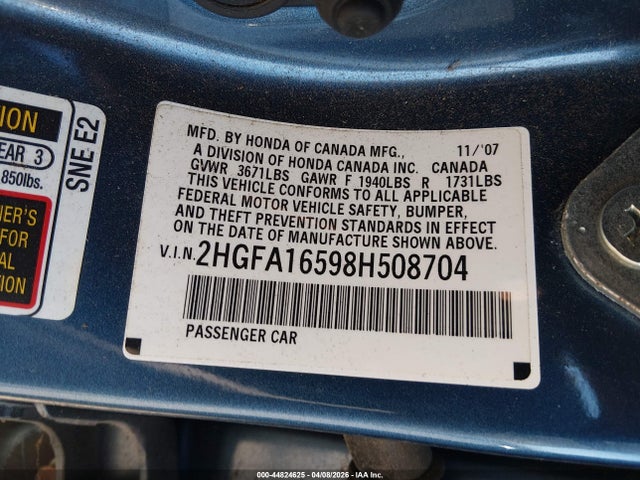 ION
EAR 3
850lbs.
NER'S
FOR
AL
ION
SNE E2
MFD. BY HONDA OF CANADA MFG., 11/'07
A DIVISION OF HONDA CANADA INC. CANADA
GVWR 3671LBS GAWR F 1940LBS R 1731LBS
THIS VEHICLE CONFORMS TO ALL APPLICABLE
FEDERAL MOTOR VEHICLE SAFETY, BUMPER,
AND THEFT PREVENTION STANDARDS IN EFFECT
ON THE DATE OF MANUFACTURE SHOWN ABOVE.
V.I.N. 2HGFA16598H508704
PASSENGER CAR
000-44824625 - 04/08/2026 - IAA Inc.